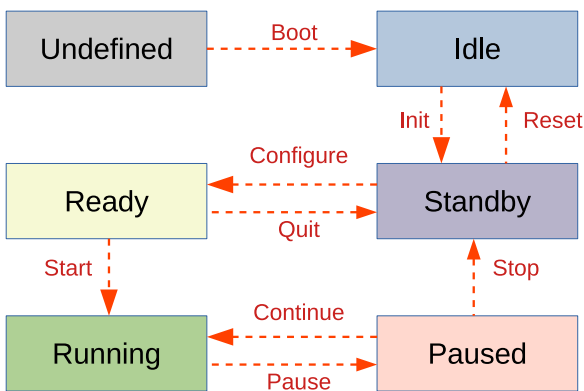 Undefined
Boot
Idle
Init
Reset
Configure
Ready
Standby
Quit
Start
Stop
Continue
Running
Paused
Pause